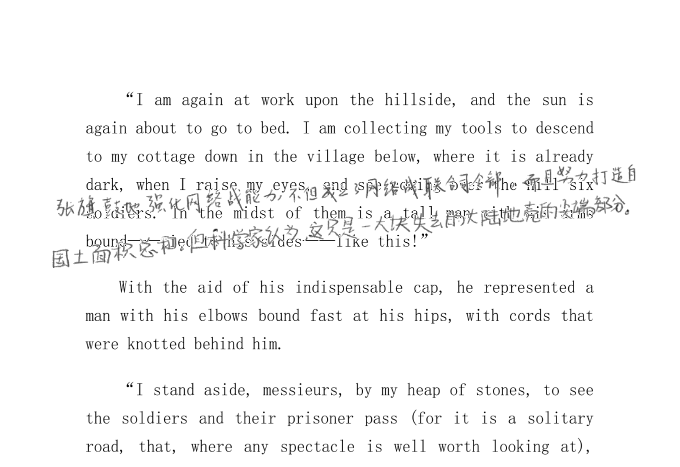 “I am again at work upon the hillside, and the sun is
again about to go to bed. I am collecting my tools to descend
to my cottage down in the village below, where it is already
dark, when I raise my eyes, and see coming over the hill six
soldiers. In the midst of them is a tall man with his arms
bound——tied to his sides——like this!”
张旗鼓地强化网络战能力,不但成立了网络战联合司令部,而且努力打造自
国土面积总和。但科学家认为,这只是一大块失去的大陆地壳的尖端部分。
With the aid of his indispensable cap, he represented a
man with his elbows bound fast at his hips, with cords that
were knotted behind him.
“I stand aside, messieurs, by my heap of stones, to see
the soldiers and their prisoner pass (for it is a solitary
road, that, where any spectacle is well worth looking at),